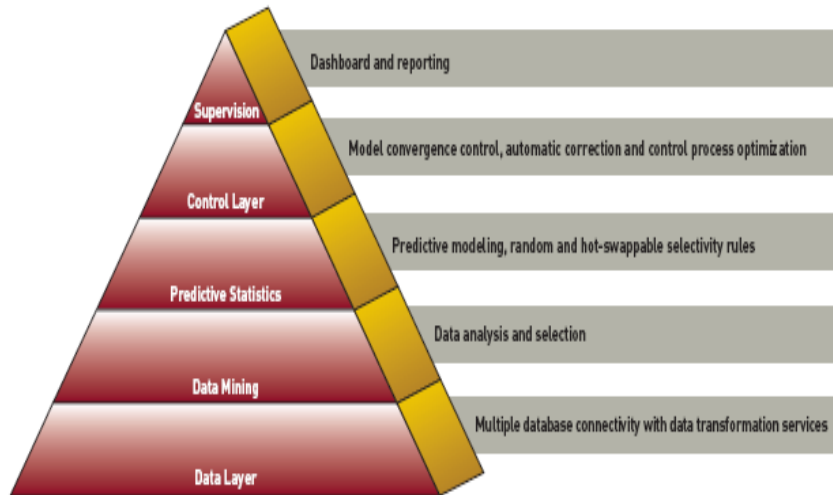 Dashboard and reporting
Supervision
Model convergence control, automatic correction and control process optimization
Control Layer
Predictive modeling, random and hot-swappable selectivity rules
Predictive Statistics
Data analysis and selection
Data Mining
Multiple database connectivity with data transformation services
Data Layer